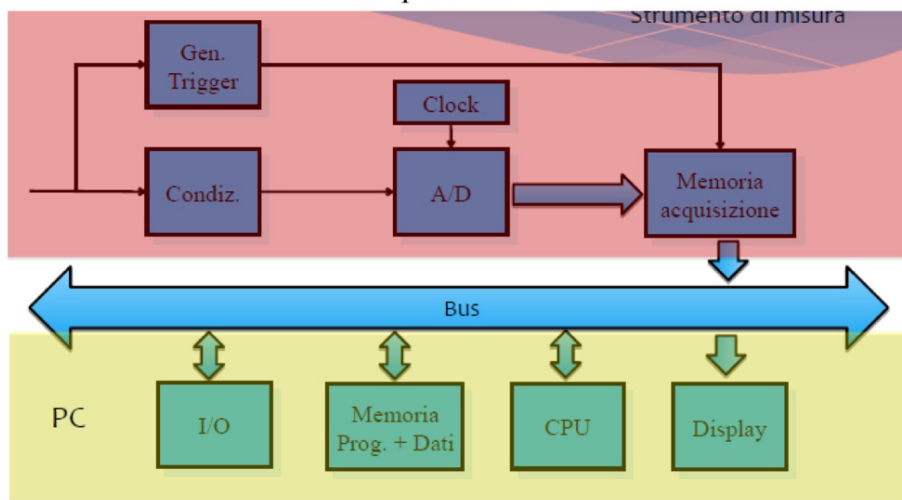 Strumento di misura
Gen.
Trigger
Clock
Condiz.
A/D
Memoria
acquisizione
Bus
PC
I/O
Memoria
Prog. + Dati
CPU
Display